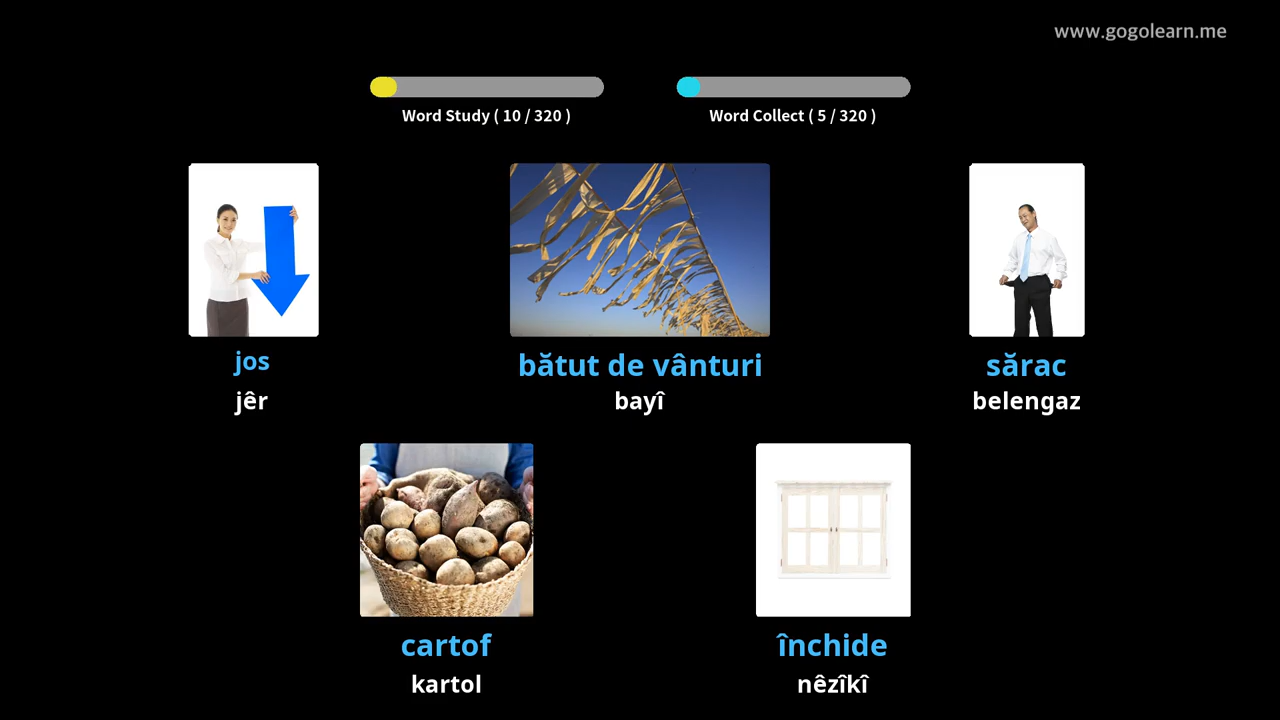 www.gogolearn.me
Word Study ( 10 / 320 )
Word Collect ( 5 / 320 )
jos
jêr
bătut de vânturi
bayî
sărac
belengaz
cartof
kartol
închide
nêzîkî